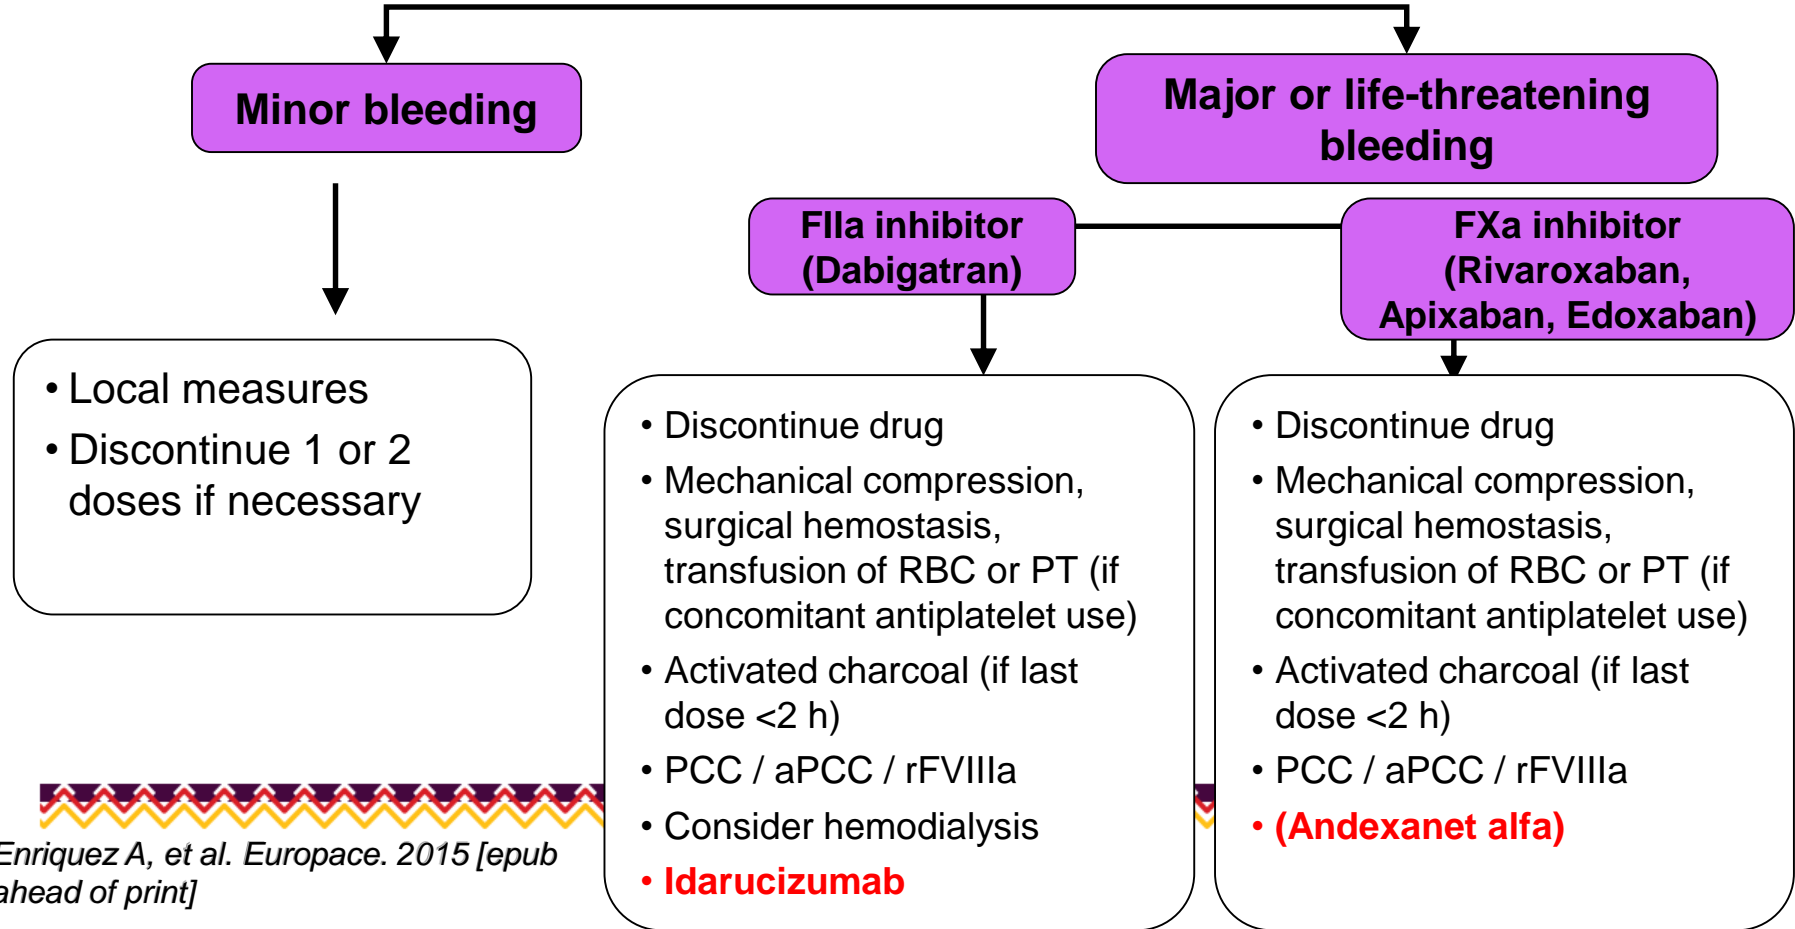 Minor bleeding
Major or life-threatening
bleeding
FIIa inhibitor
(Dabigatran)
FXa inhibitor
(Rivaroxaban,
Apixaban, Edoxaban)
• Local measures
• Discontinue 1 or 2
doses if necessary
• Discontinue drug
• Mechanical compression,
surgical hemostasis,
transfusion of RBC or PT (if
concomitant antiplatelet use)
• Activated charcoal (if last
dose <2 h)
• PCC / aPCC / rFVIIIa
• Consider hemodialysis
• Idarucizumab
• Discontinue drug
• Mechanical compression,
surgical hemostasis,
transfusion of RBC or PT (if
concomitant antiplatelet use)
• Activated charcoal (if last
dose <2 h)
• PCC / aPCC / rFVIIIa
• (Andexanet alfa)
Enriquez A, et al. Europace. 2015 [epub
ahead of print]